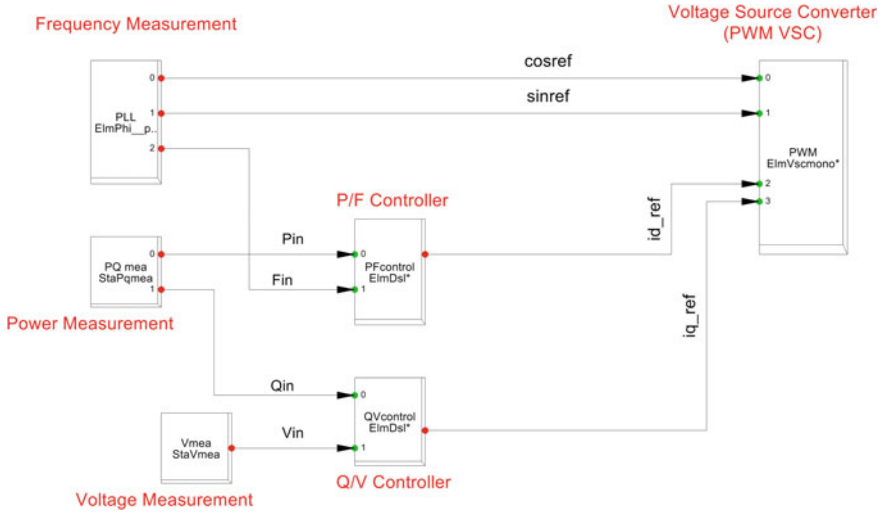 Voltage Source Converter
(PWM VSC)
Frequency Measurement
cosref
sinref
0
1
2
PLL
ElmPhi__p..
0
1
2
3
PWM
ElmVscmono*
P/F Controller
id_ref
Pin
Fin
0
1
PQ mea
StaPqmea
0
1
PFcontrol
ElmDsl*
Power Measurement
iq_ref
Qin
Vin
0
1
QVcontrol
ElmDsl*
Vmea
StaVmea
Q/V Controller
Voltage Measurement